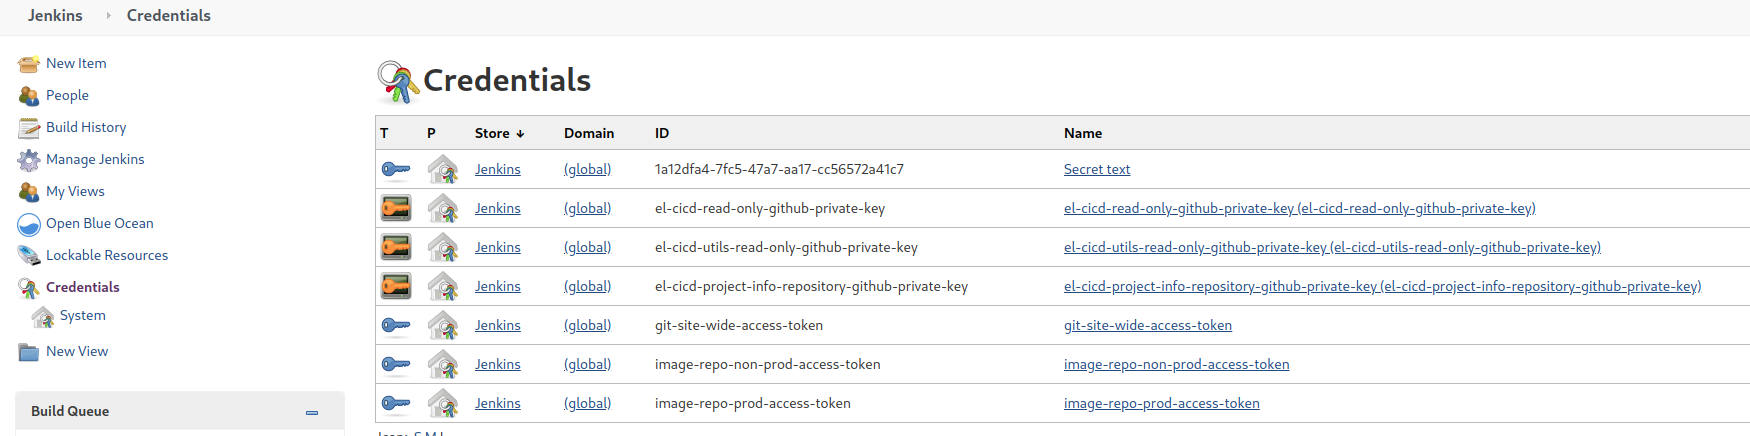 Jenkins Credentials
New Item
People
Build History
Manage Jenkins
My Views
Open Blue Ocean
Lockable Resources
Credentials
System
New View
Build Queue
Credentials
T P Store ↓ Domain ID Name
Jenkins (global) 1a12dfa4-7fc5-47a7-aa17-cc56572a41c7 Secret text
Jenkins (global) el-cicd-read-only-github-private-key el-cicd-read-only-github-private-key (el-cicd-read-only-github-private-key)
Jenkins (global) el-cicd-utils-read-only-github-private-key el-cicd-utils-read-only-github-private-key (el-cicd-utils-read-only-github-private-key)
Jenkins (global) el-cicd-project-info-repository-github-private-key el-cicd-project-info-repository-github-private-key (el-cicd-project-info-repository-github-private-key)
Jenkins (global) git-site-wide-access-token git-site-wide-access-token
Jenkins (global) image-repo-non-prod-access-token image-repo-non-prod-access-token
Jenkins (global) image-repo-prod-access-token image-repo-prod-access-token